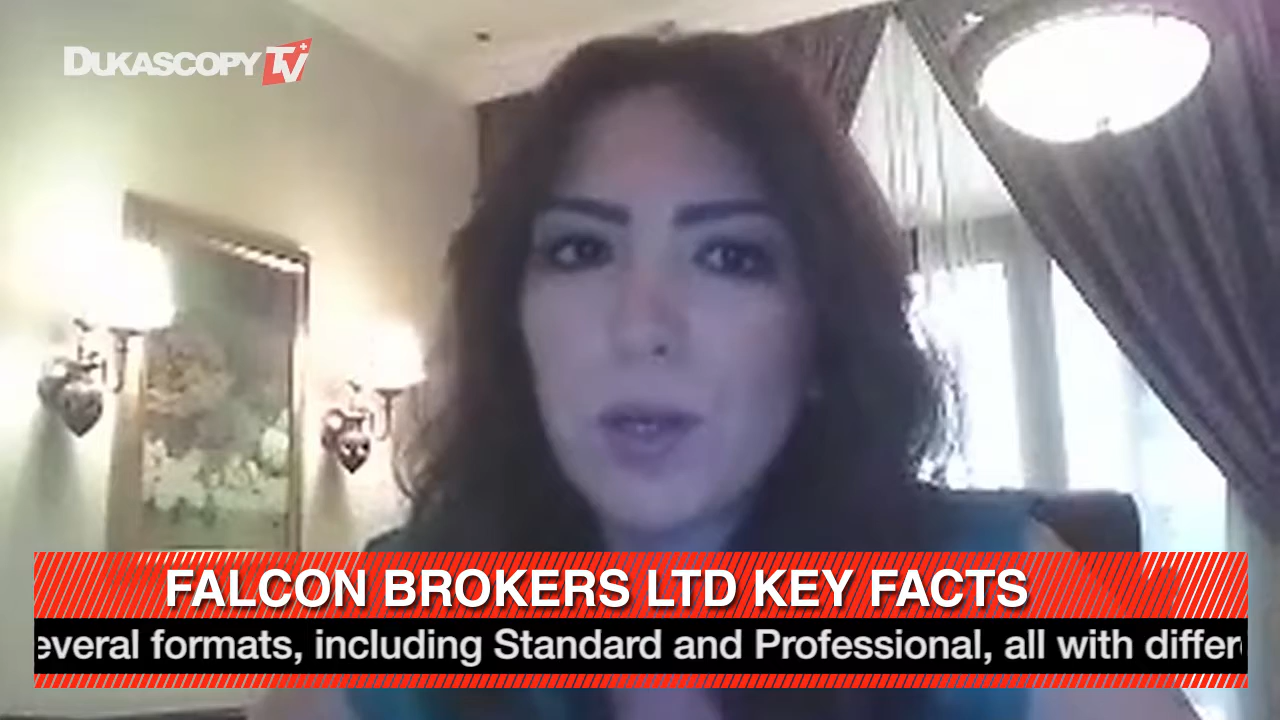 DUKASCOPY TV
FALCON BROKERS LTD KEY FACTS
formats, including Standard and Professional, all with